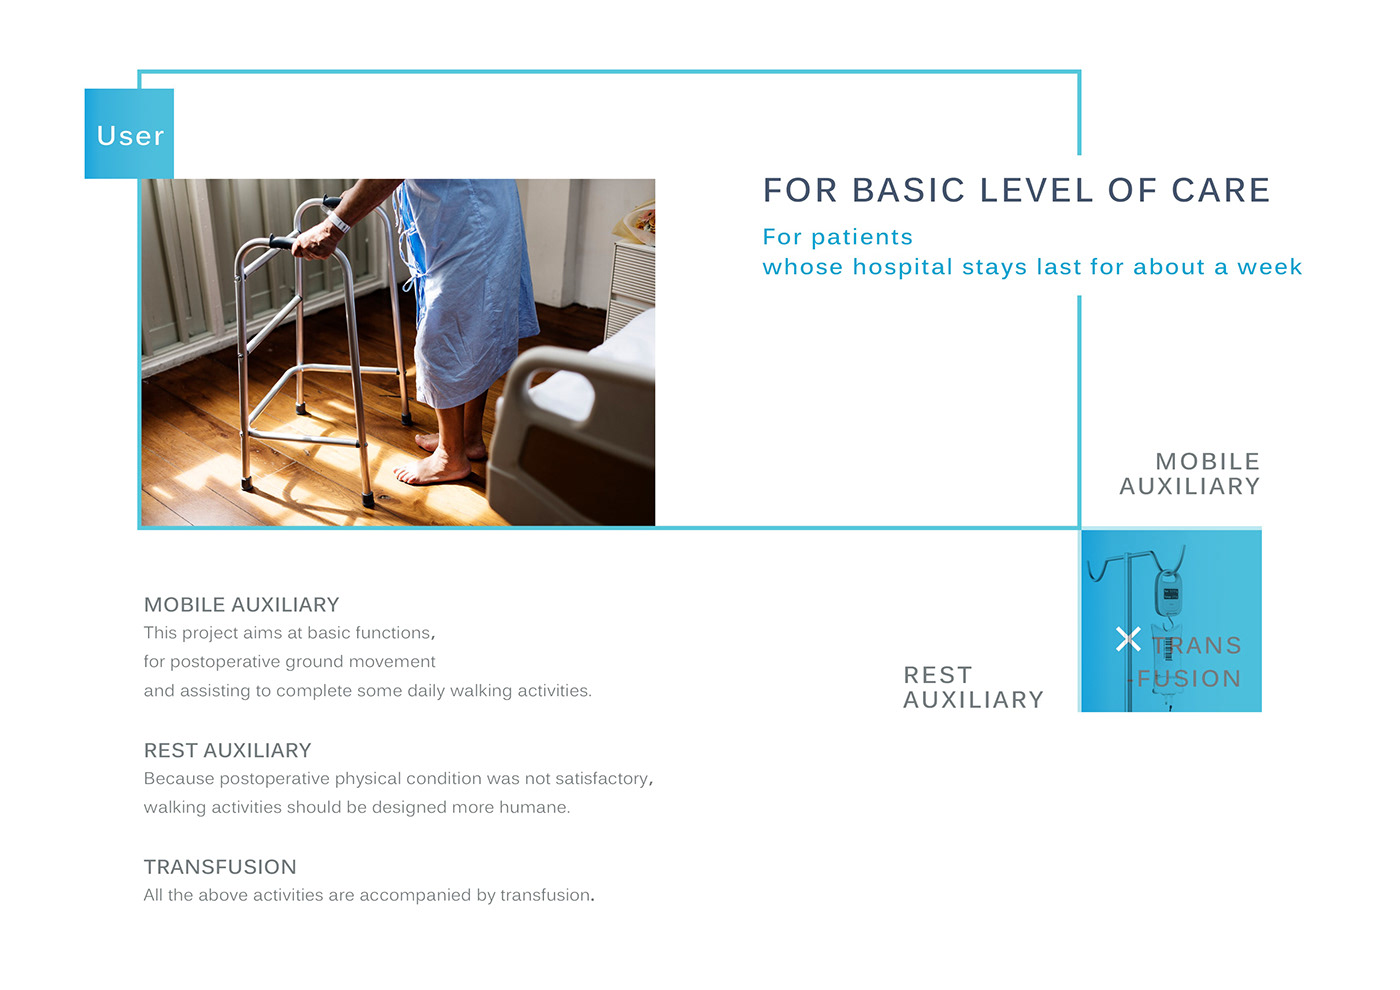 User
FOR BASIC LEVEL OF CARE
For patients
whose hospital stays last for about a week
MOBILE
AUXILIARY
REST
AUXILIARY
TRANS
FUSION
MOBILE AUXILIARY
This project aims at basic functions,
for postoperative ground movement
and assisting to complete some daily walking activities.
REST AUXILIARY
Because postoperative physical condition was not satisfactory,
walking activities should be designed more humane.
TRANSFUSION
All the above activities are accompanied by transfusion.